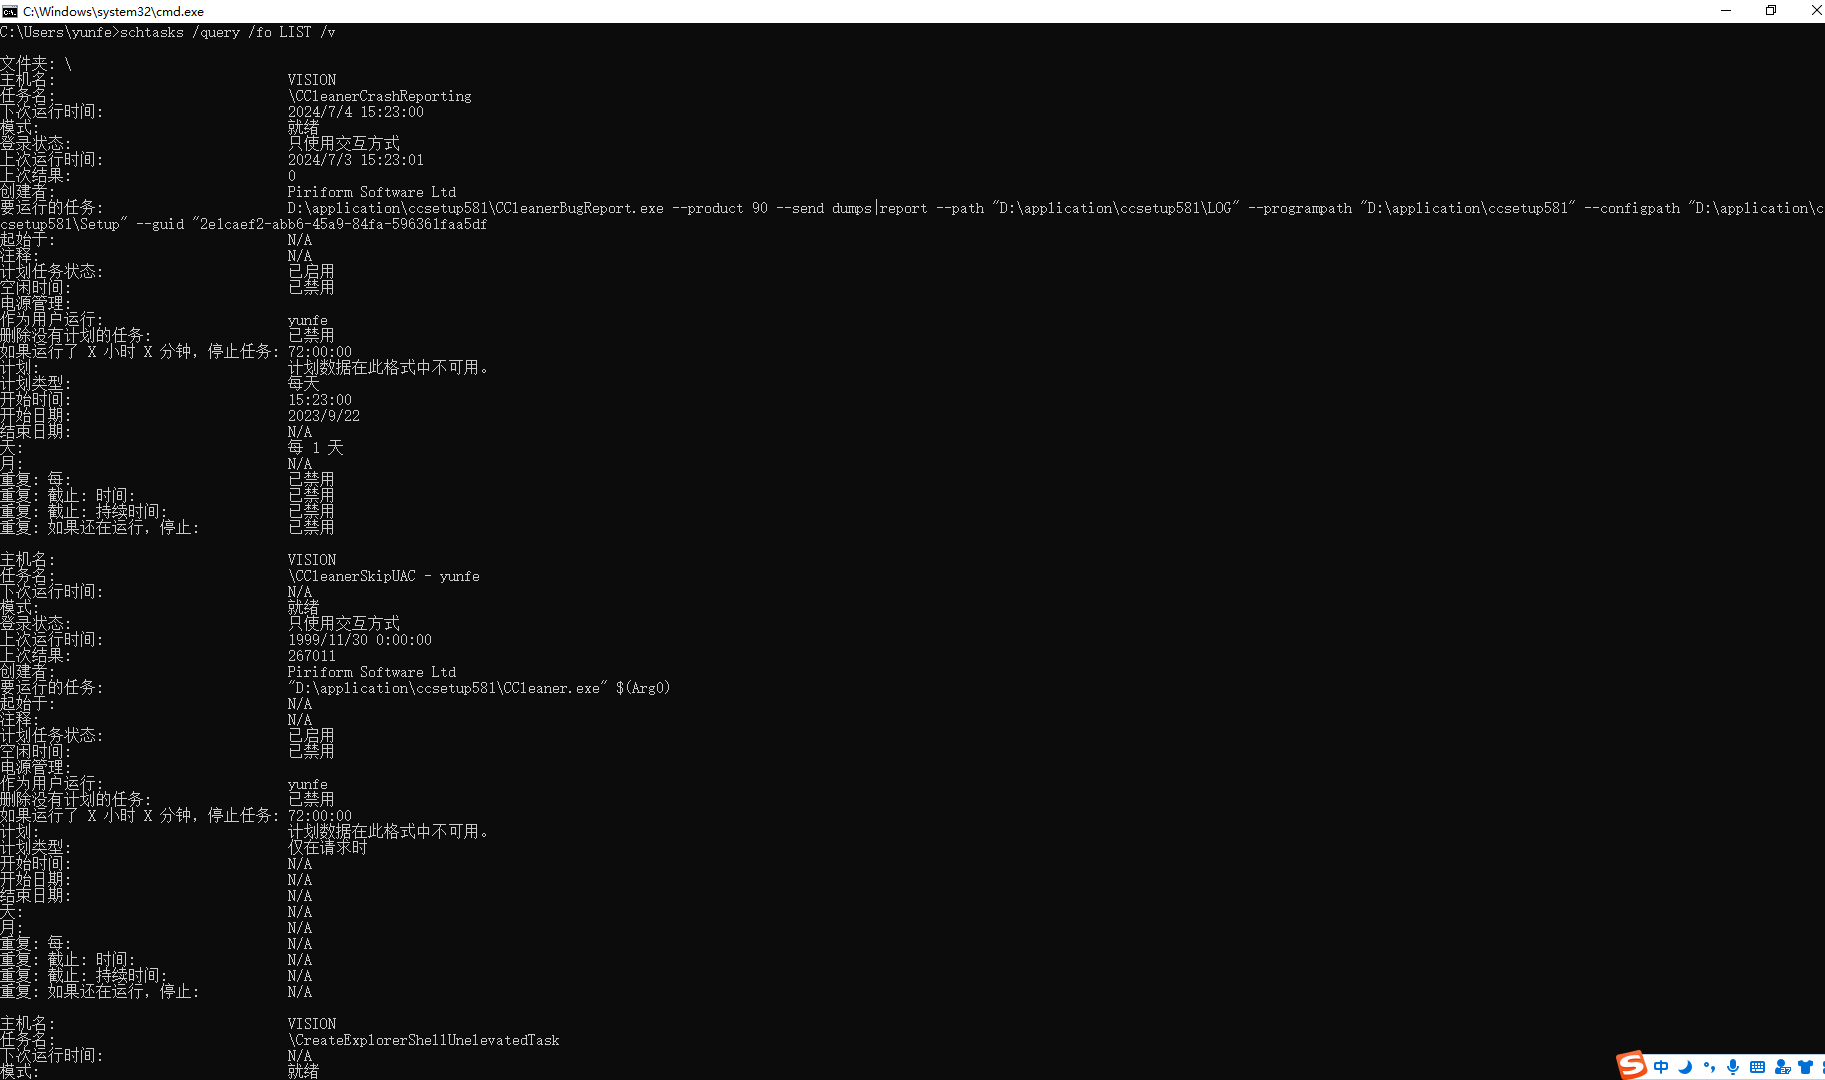 C:\Windows\system32\cmd.exe
C:\Users\yunfe>schtasks /query /fo LIST /v
文件夹: \
主机名: VISION
任务名: \CCleanerCrashReporting
下次运行时间: 2024/7/4 15:23:00
模式: 就绪
登录状态: 只使用交互方式
上次运行时间: 2024/7/3 15:23:01
上次结果: 0
创建者: Piriform Software Ltd
要运行的任务: D:\application\ccsetup581\CCleanerBugReport.exe --product 90 --send dumps|report --path "D:\application\ccsetup581\LOG" --programpath "D:\application\ccsetup581" --configpath "D:\application\c
csetup581\Setup" --guid "2e1caef2-abb6-45a9-84fa-596361faa5df
起始于: N/A
注释: N/A
计划任务状态: 已启用
空闲时间: 已禁用
电源管理:
作为用户运行: yunfe
删除没有计划的任务: 已禁用
如果运行了 X 小时 X 分钟，停止任务: 72:00:00
计划: 计划数据在此格式中不可用。
计划类型: 每天
开始时间: 15:23:00
开始日期: 2023/9/22
结束日期: N/A
天: 每 1 天
月: N/A
重复: 每: 已禁用
重复: 截止: 时间: 已禁用
重复: 截止: 持续时间: 已禁用
重复: 如果还在运行，停止: 已禁用
主机名: VISION
任务名: \CCleanerSkipUAC - yunfe
下次运行时间: N/A
模式: 就绪
登录状态: 只使用交互方式
上次运行时间: 1999/11/30 0:00:00
上次结果: 267011
创建者: Piriform Software Ltd
要运行的任务: "D:\application\ccsetup581\CCleaner.exe" $(Arg0)
起始于: N/A
注释: N/A
计划任务状态: 已启用
空闲时间: 已禁用
电源管理:
作为用户运行: yunfe
删除没有计划的任务: 已禁用
如果运行了 X 小时 X 分钟，停止任务: 72:00:00
计划: 计划数据在此格式中不可用。
计划类型: 仅在请求时
开始时间: N/A
开始日期: N/A
结束日期: N/A
天: N/A
月: N/A
重复: 每: N/A
重复: 截止: 时间: N/A
重复: 截止: 持续时间: N/A
重复: 如果还在运行，停止: N/A
主机名: VISION
任务名: \CreateExplorerShellUnelevatedTask
下次运行时间: N/A
模式: 就绪
中